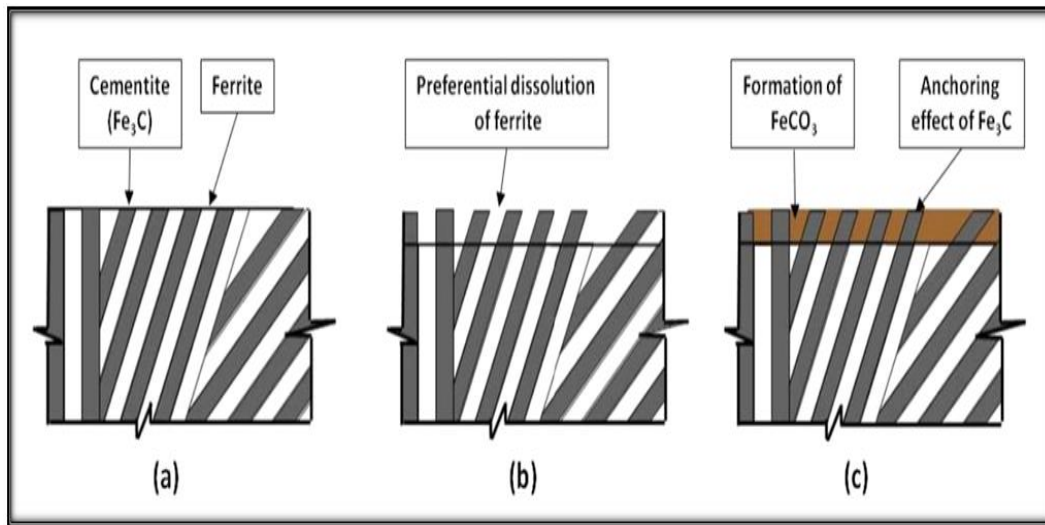 Cementite
(Fe₃C)
Ferrite
Preferential dissolution
of ferrite
Formation of
FeCO₃
Anchoring
effect of Fe₃C
(a)
(b)
(c)